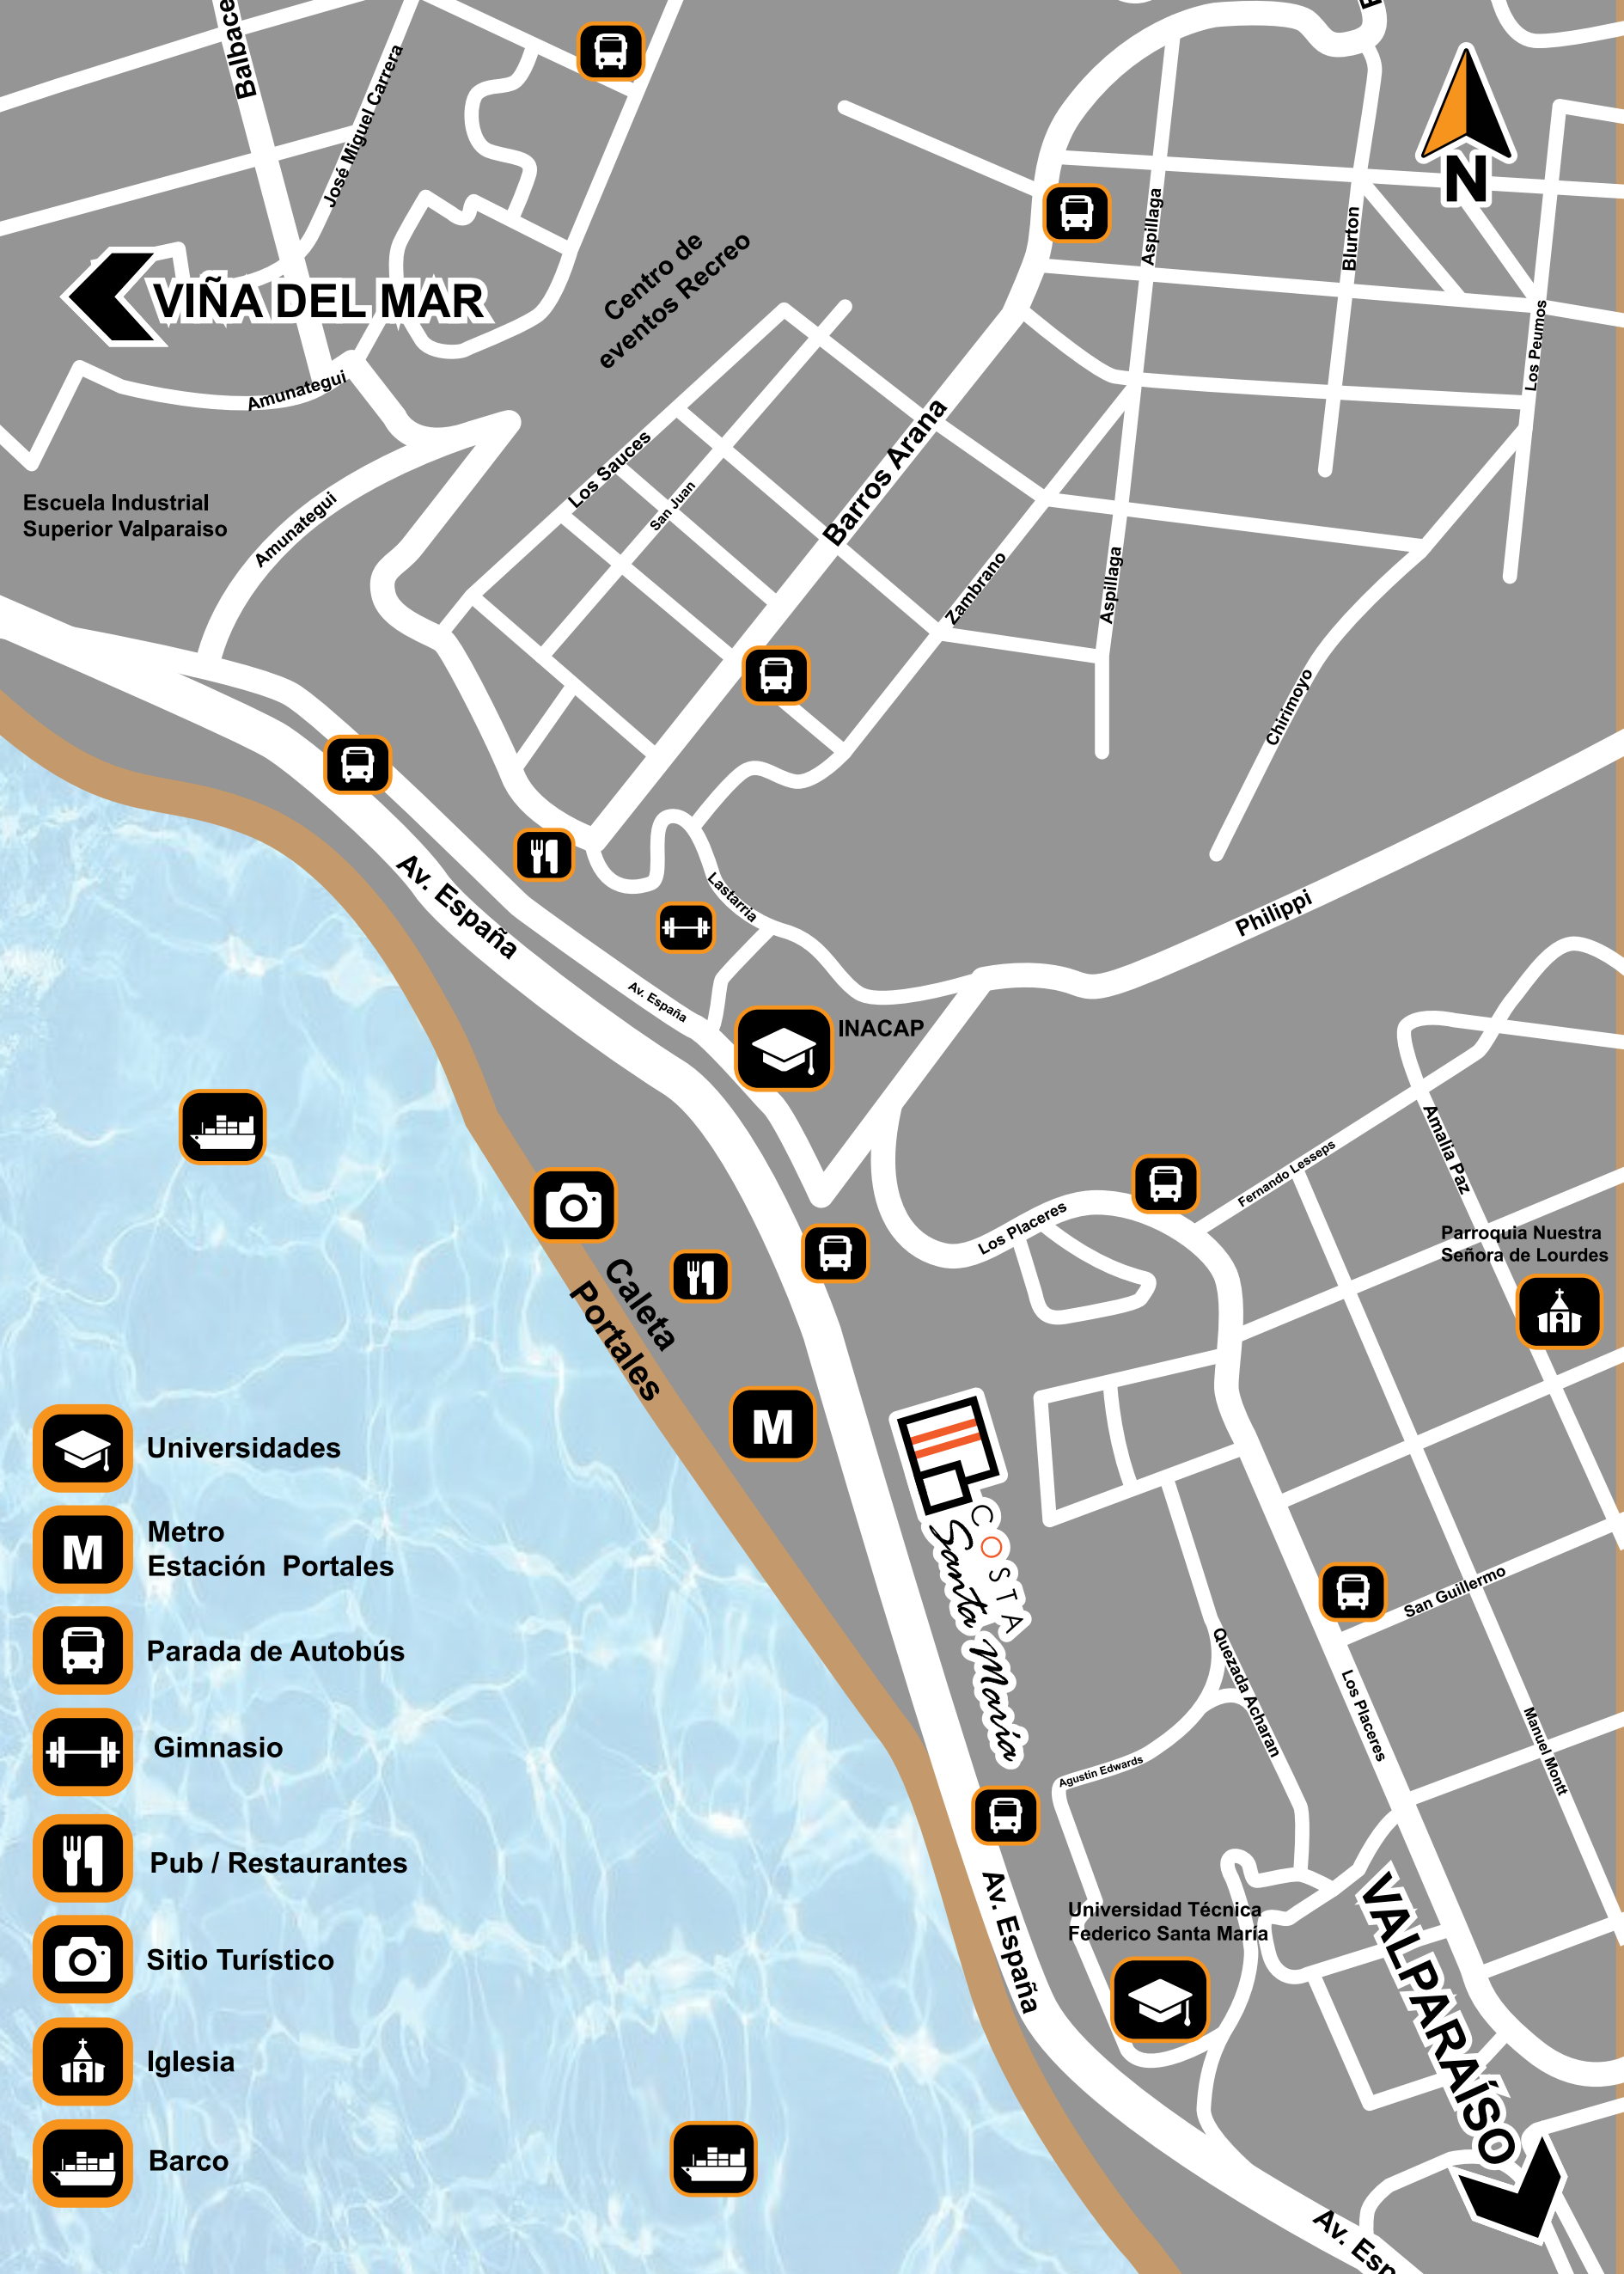 Balbace
José Miguel Carrera
VIÑA DEL MAR
Amunategui
Centro de
eventos Recreo
N
Aspillaga
Blurton
Los Peumos
Escuela Industrial
Superior Valparaiso
Amunategui
Los Sauces
San Juan
Barros Arana
Zambrano
Aspillaga
Chirimoyo
Av. España
Lastarria
Philippi
Av. España
INACAP
Amalia Paz
Fernando Lesseps
Los Placeres
Parroquia Nuestra
Señora de Lourdes
Caleta
Portales
M
COSTA
Santa María
San Guillermo
Quezada Acharan
Los Placeres
Manuel Montt
Agustín Edwards
Av. España
Universidad Técnica
Federico Santa María
VALPARAÍSO
Av. Esp
Universidades
M
Metro
Estación Portales
Parada de Autobús
Gimnasio
Pub / Restaurantes
Sitio Turístico
Iglesia
Barco